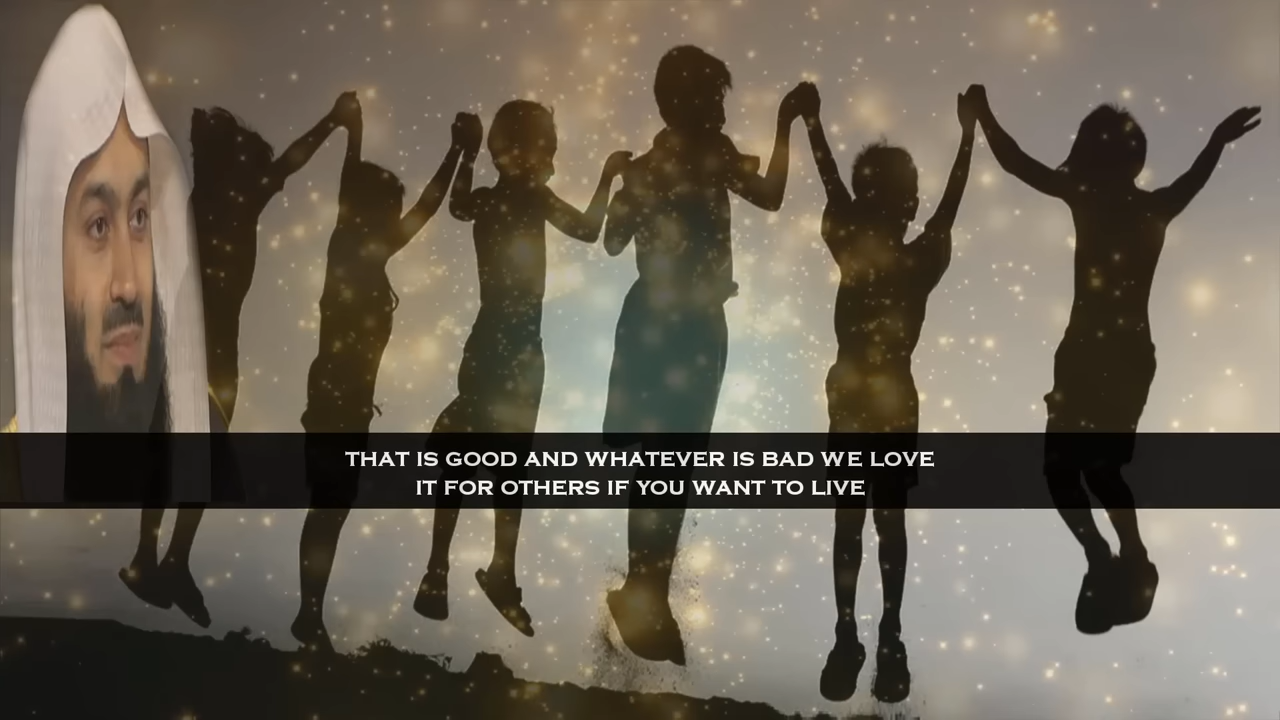 THAT IS GOOD AND WHATEVER IS BAD WE LOVE
IT FOR OTHERS IF YOU WANT TO LIVE